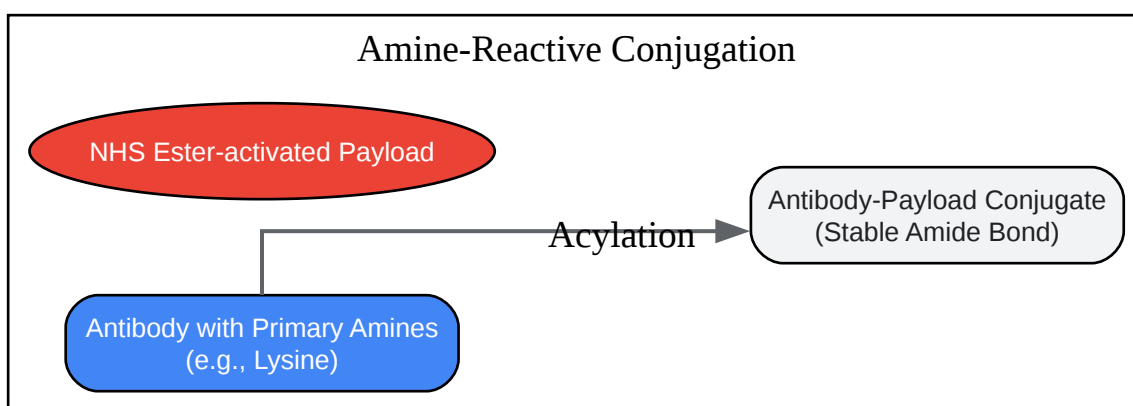 Amine-Reactive Conjugation
NHS Ester-activated Payload
Antibody-Payload Conjugate
(Stable Amide Bond)
Acylation
Antibody with Primary Amines
(e.g., Lysine)